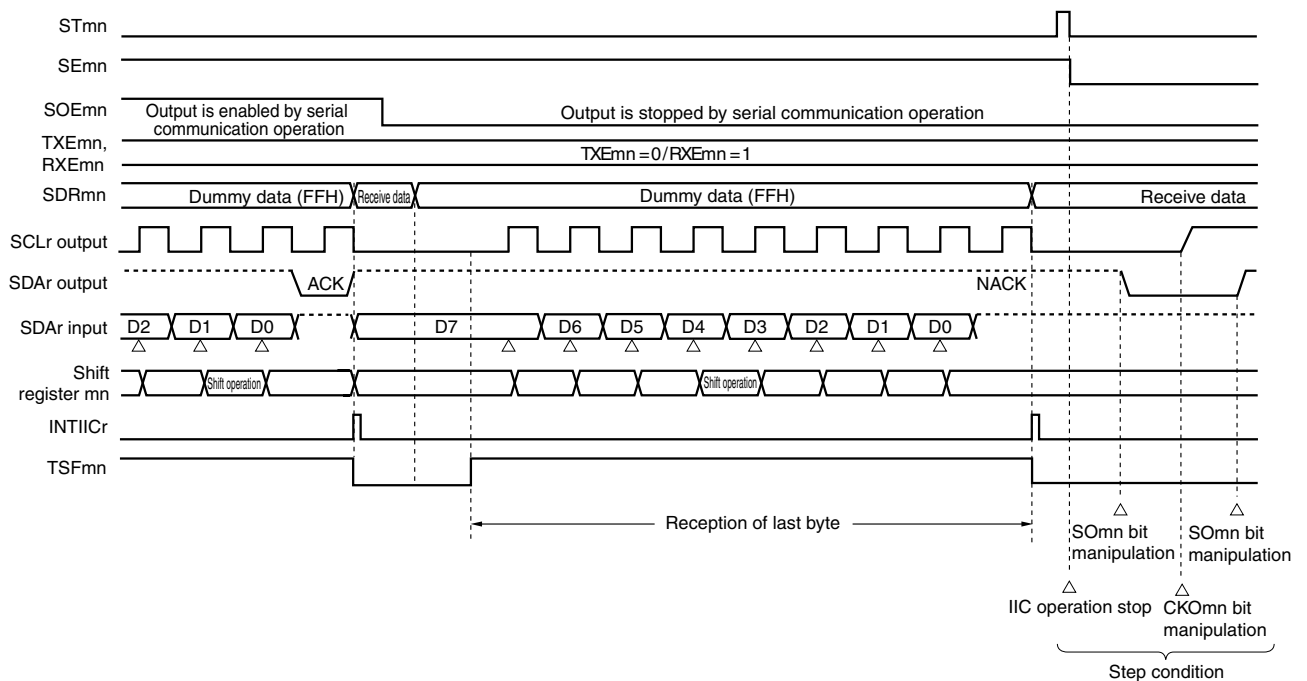 STmn
SEmn
SOEmn
Output is enabled by serial
communication operation
Output is stopped by serial communication operation
TXEmn,
RXEmn
TXEmn=0/RXEmn=1
SDRmn
Dummy data (FFH)
Receive data
Dummy data (FFH)
Receive data
SCLr output
SDAr output
ACK
NACK
SDAr input
D2
D1
D0
D7
D6
D5
D4
D3
D2
D1
D0
Shift
register mn
Shift operation
Shift operation
INTIICr
TSFmn
Reception of last byte
SOmn bit
manipulation
SOmn bit
manipulation
IIC operation stop
CKOmn bit
manipulation
Step condition